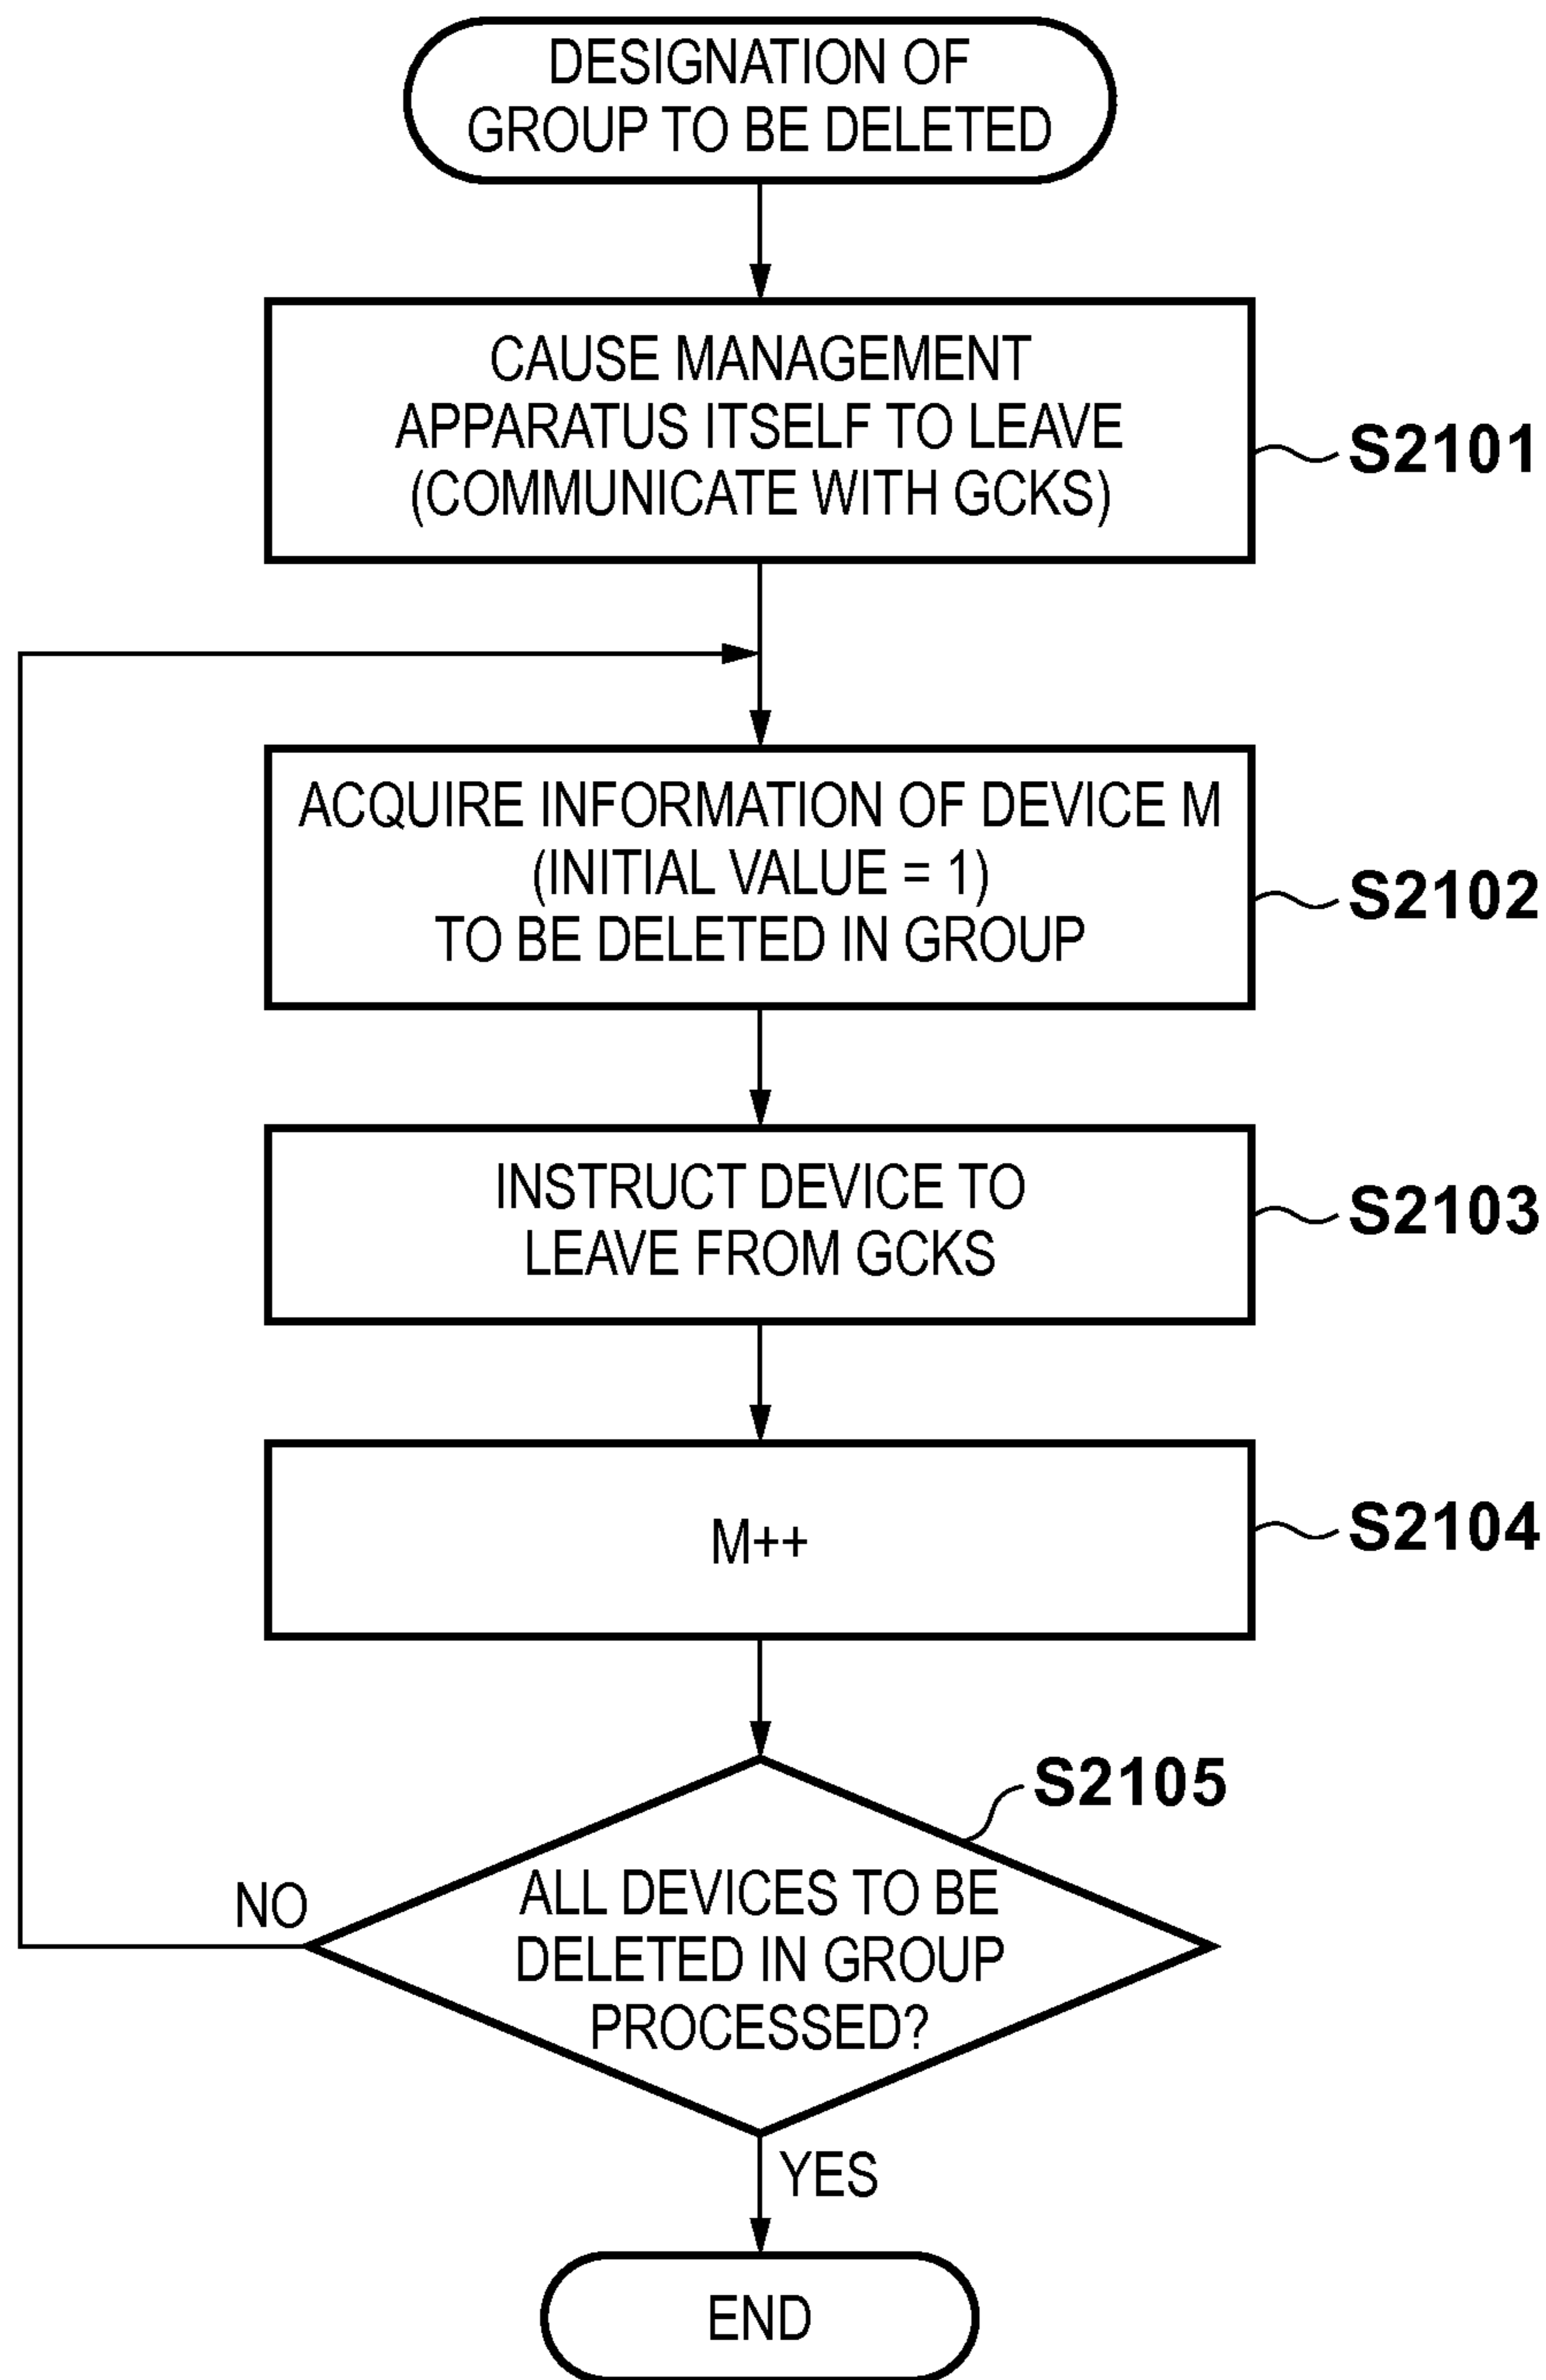 DESIGNATION OF
GROUP TO BE DELETED
CAUSE MANAGEMENT
APPARATUS ITSELF TO LEAVE
(COMMUNICATE WITH GCKS)
S2101
ACQUIRE INFORMATION OF DEVICE M
(INITIAL VALUE = 1)
TO BE DELETED IN GROUP
S2102
INSTRUCT DEVICE TO
LEAVE FROM GCKS
S2103
M++
S2104
S2105
ALL DEVICES TO BE
DELETED IN GROUP
PROCESSED?
NO
YES
END